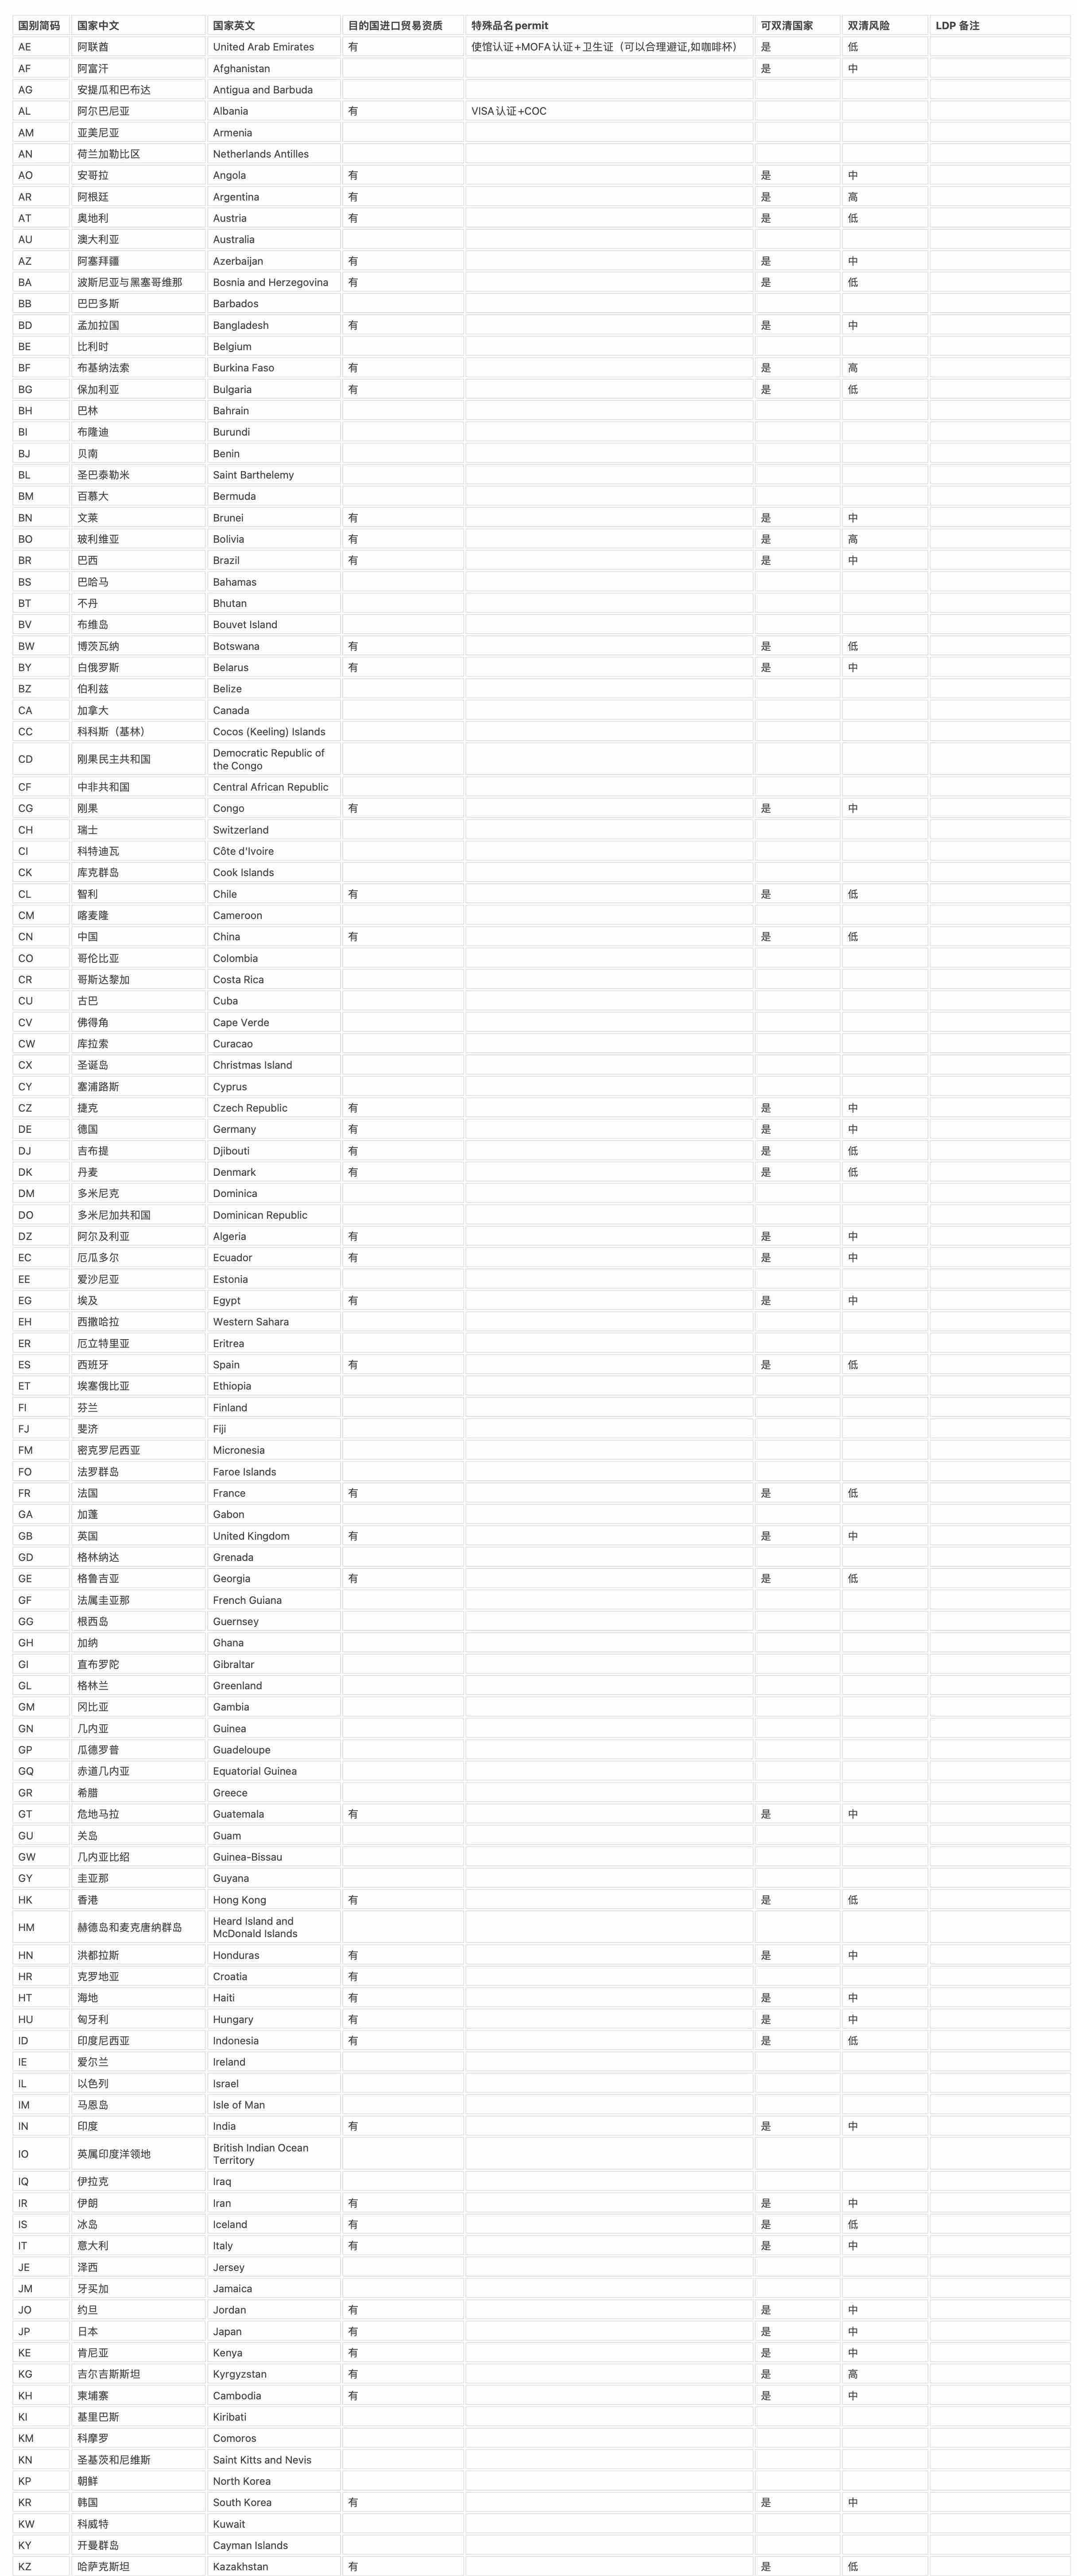 国别简码 国家中文 国家英文 目的国进口贸易资质 特殊品名permit 可双清国家 双清风险 LDP 备注
AE 阿联酋 United Arab Emirates 有 使馆认证+MOFA认证+卫生证（可以合理避证,如咖啡杯） 是 低
AF 阿富汗 Afghanistan 是 中
AG 安提瓜和巴布达 Antigua and Barbuda
AL 阿尔巴尼亚 Albania 有 VISA认证+COC
AM 亚美尼亚 Armenia
AN 荷兰加勒比区 Netherlands Antilles
AO 安哥拉 Angola 有 是 中
AR 阿根廷 Argentina 有 是 高
AT 奥地利 Austria 有 是 低
AU 澳大利亚 Australia
AZ 阿塞拜疆 Azerbaijan 有 是 中
BA 波斯尼亚与黑塞哥维那 Bosnia and Herzegovina 有 是 低
BB 巴巴多斯 Barbados
BD 孟加拉国 Bangladesh 有 是 中
BE 比利时 Belgium
BF 布基纳法索 Burkina Faso 有 是 高
BG 保加利亚 Bulgaria 有 是 低
BH 巴林 Bahrain
BI 布隆迪 Burundi
BJ 贝南 Benin
BL 圣巴泰勒米 Saint Barthelemy
BM 百慕大 Bermuda
BN 文莱 Brunei 有 是 中
BO 玻利维亚 Bolivia 有 是 高
BR 巴西 Brazil 有 是 中
BS 巴哈马 Bahamas
BT 不丹 Bhutan
BV 布维岛 Bouvet Island
BW 博茨瓦纳 Botswana 有 是 低
BY 白俄罗斯 Belarus 有 是 中
BZ 伯利兹 Belize
CA 加拿大 Canada
CC 科科斯（基林） Cocos (Keeling) Islands
CD 刚果民主共和国 Democratic Republic of
the Congo
CF 中非共和国 Central African Republic
CG 刚果 Congo 有 是 中
CH 瑞士 Switzerland
CI 科特迪瓦 Côte d'Ivoire
CK 库克群岛 Cook Islands
CL 智利 Chile 有 是 低
CM 喀麦隆 Cameroon
CN 中国 China 有 是 低
CO 哥伦比亚 Colombia
CR 哥斯达黎加 Costa Rica
CU 古巴 Cuba
CV 佛得角 Cape Verde
CW 库拉索 Curacao
CX 圣诞岛 Christmas Island
CY 塞浦路斯 Cyprus
CZ 捷克 Czech Republic 有 是 中
DE 德国 Germany 有 是 中
DJ 吉布提 Djibouti 有 是 低
DK 丹麦 Denmark 有 是 低
DM 多米尼克 Dominica
DO 多米尼加共和国 Dominican Republic
DZ 阿尔及利亚 Algeria 有 是 中
EC 厄瓜多尔 Ecuador 有 是 中
EE 爱沙尼亚 Estonia
EG 埃及 Egypt 有 是 中
EH 西撒哈拉 Western Sahara
ER 厄立特里亚 Eritrea
ES 西班牙 Spain 有 是 低
ET 埃塞俄比亚 Ethiopia
FI 芬兰 Finland
FJ 斐济 Fiji
FM 密克罗尼西亚 Micronesia
FO 法罗群岛 Faroe Islands
FR 法国 France 有 是 低
GA 加蓬 Gabon
GB 英国 United Kingdom 有 是 中
GD 格林纳达 Grenada
GE 格鲁吉亚 Georgia 有 是 低
GF 法属圭亚那 French Guiana
GG 根西岛 Guernsey
GH 加纳 Ghana
GI 直布罗陀 Gibraltar
GL 格林兰 Greenland
GM 冈比亚 Gambia
GN 几内亚 Guinea
GP 瓜德罗普 Guadeloupe
GQ 赤道几内亚 Equatorial Guinea
GR 希腊 Greece
GT 危地马拉 Guatemala 有 是 中
GU 关岛 Guam
GW 几内亚比绍 Guinea-Bissau
GY 圭亚那 Guyana
HK 香港 Hong Kong 有 是 低
HM 赫德岛和麦克唐纳群岛 Heard Island and
McDonald Islands
HN 洪都拉斯 Honduras 有 是 中
HR 克罗地亚 Croatia 有
HT 海地 Haiti 有 是 中
HU 匈牙利 Hungary 有 是 中
ID 印度尼西亚 Indonesia 有 是 低
IE 爱尔兰 Ireland
IL 以色列 Israel
IM 马恩岛 Isle of Man
IN 印度 India 有 是 中
IO 英属印度洋领地 British Indian Ocean
Territory
IQ 伊拉克 Iraq
IR 伊朗 Iran 有 是 中
IS 冰岛 Iceland 有 是 低
IT 意大利 Italy 有 是 中
JE 泽西 Jersey
JM 牙买加 Jamaica
JO 约旦 Jordan 有 是 中
JP 日本 Japan 有 是 中
KE 肯尼亚 Kenya 有 是 中
KG 吉尔吉斯斯坦 Kyrgyzstan 有 是 高
KH 柬埔寨 Cambodia 有 是 中
KI 基里巴斯 Kiribati
KM 科摩罗 Comoros
KN 圣基茨和尼维斯 Saint Kitts and Nevis
KP 朝鲜 North Korea
KR 韩国 South Korea 有 是 中
KW 科威特 Kuwait
KY 开曼群岛 Cayman Islands
KZ 哈萨克斯坦 Kazakhstan 有 是 低